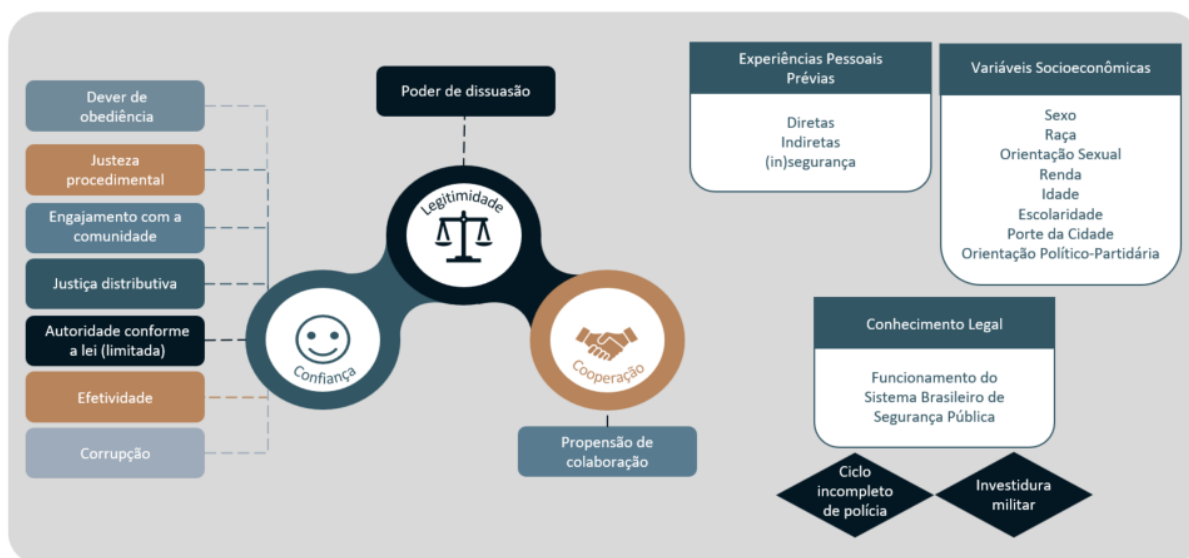 Dever de
obediência
Justeza
procedimental
Engajamento com a
comunidade
Justiça distributiva
Autoridade conforme
a lei (limitada)
Efetividade
Corrupção
Poder de dissuasão
Legitimidade
Confiança
Cooperação
Propensão de
colaboração
Experiências Pessoais
Prévias
Diretas
Indiretas
(in)segurança
Variáveis Socioeconômicas
Sexo
Raça
Orientação Sexual
Renda
Idade
Escolaridade
Porte da Cidade
Orientação Político-Partidária
Conhecimento Legal
Funcionamento do
Sistema Brasileiro de
Segurança Pública
Ciclo
incompleto
de polícia
Investidura
militar